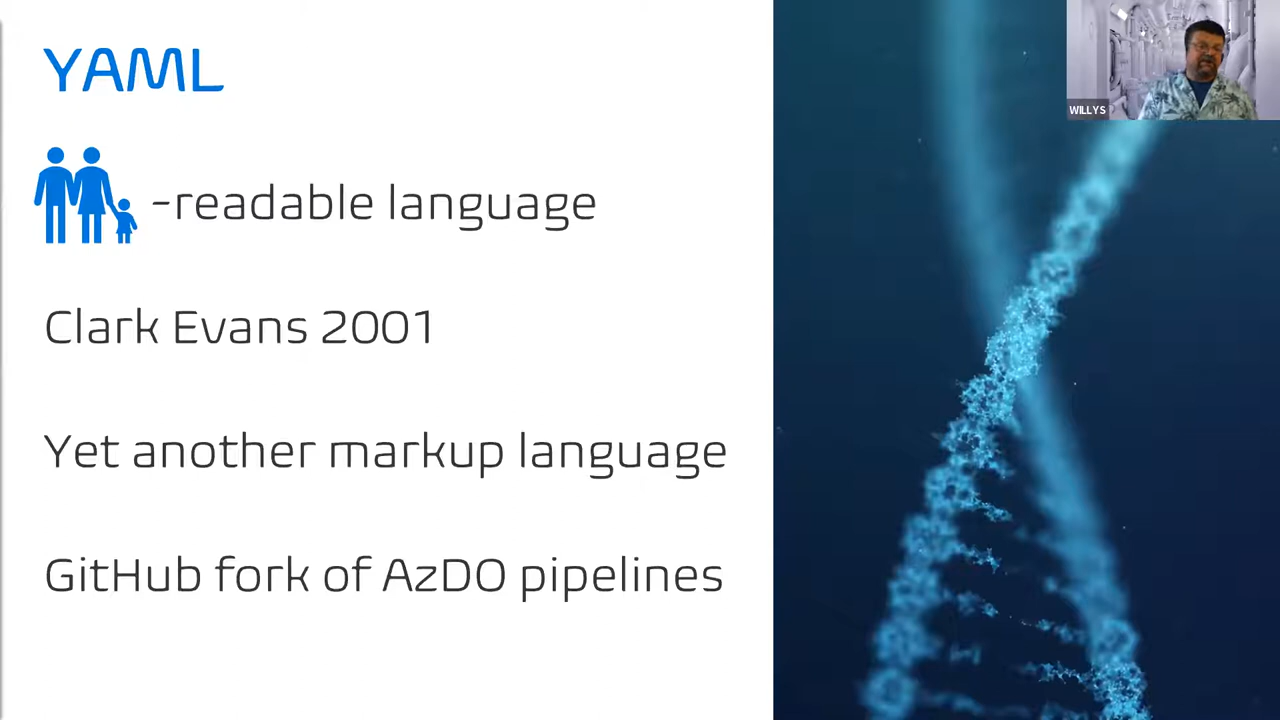 YAML
WILLYS
-readable language
Clark Evans 2001
Yet another markup language
GitHub fork of AzDO pipelines